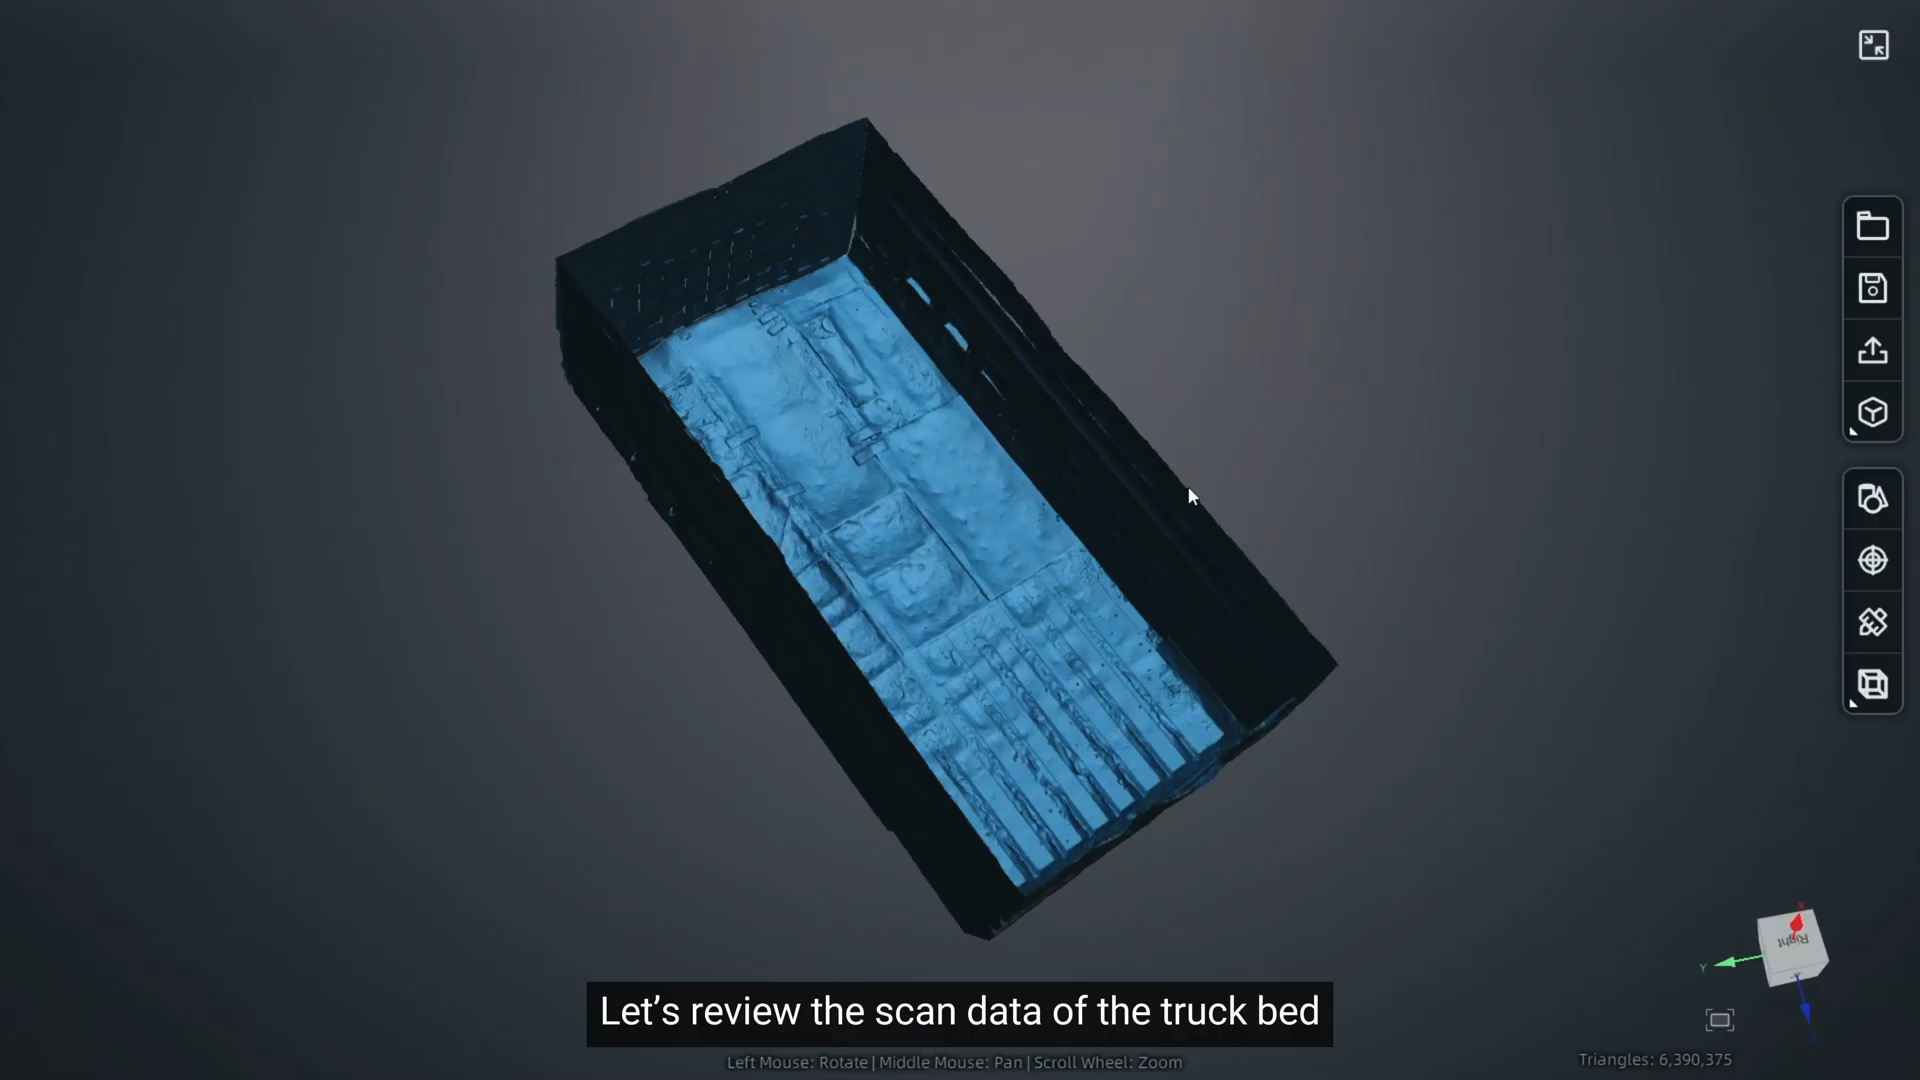 Right
X
Y
Let’s review the scan data of the truck bed
Left Mouse: Rotate | Middle Mouse: Pan | Scroll Wheel: Zoom
Triangles: 6,390,375